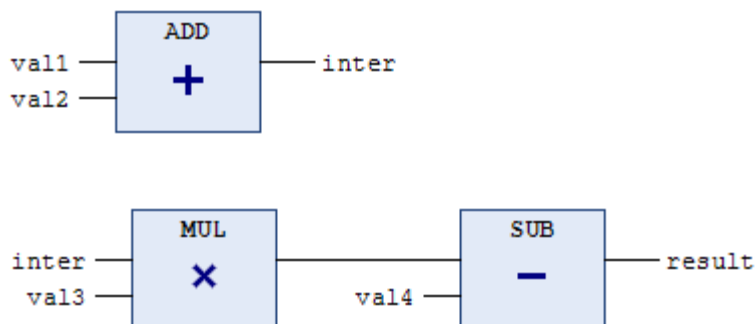 ADD
val1 + inter
val2
MUL SUB
inter × − result
val3 val4